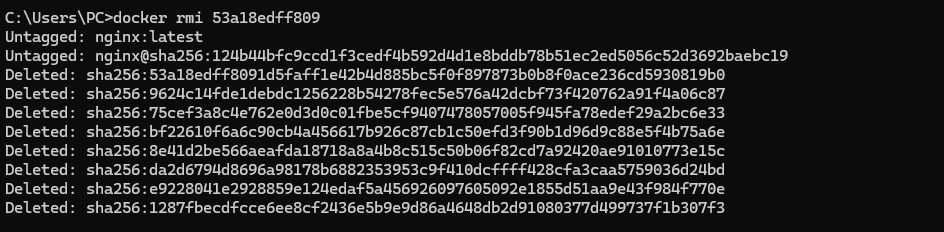 C:\Users\PC>docker rmi 53a18edff809
Untagged: nginx:latest
Untagged: nginx@sha256:124b44bfc9ccd1f3cedf4b592d4d1e8bddb78b51ec2ed5056c52d3692baebc19
Deleted: sha256:53a18edff8091d5faff1e42b4d885bc5f0f897873b0b8f0ace236cd5930819b0
Deleted: sha256:9624c14fde1debdc1256228b54278fec5e576a42dcbf73f420762a91f4a06c87
Deleted: sha256:75cef3a8c4e762e0d3d0c01fbe5cf9407478057005f945fa78edef29a2bc6e33
Deleted: sha256:bf22610f6a6c90cb4a456617b926c87cb1c50efd3f90b1d96d9c88e5f4b75a6e
Deleted: sha256:8e41d2be566aeafda18718a8a4b8c515c50b06f82cd7a92420ae91010773e15c
Deleted: sha256:da2d6794d8696a98178b6882353953c9f410dcffff428cfa3caa5759036d24bd
Deleted: sha256:e9228041e2928859e124edaf5a456926097605092e1855d51aa9e43f984f770e
Deleted: sha256:1287fbecdfcce6ee8cf2436e5b9e9d86a4648db2d91080377d499737f1b307f3